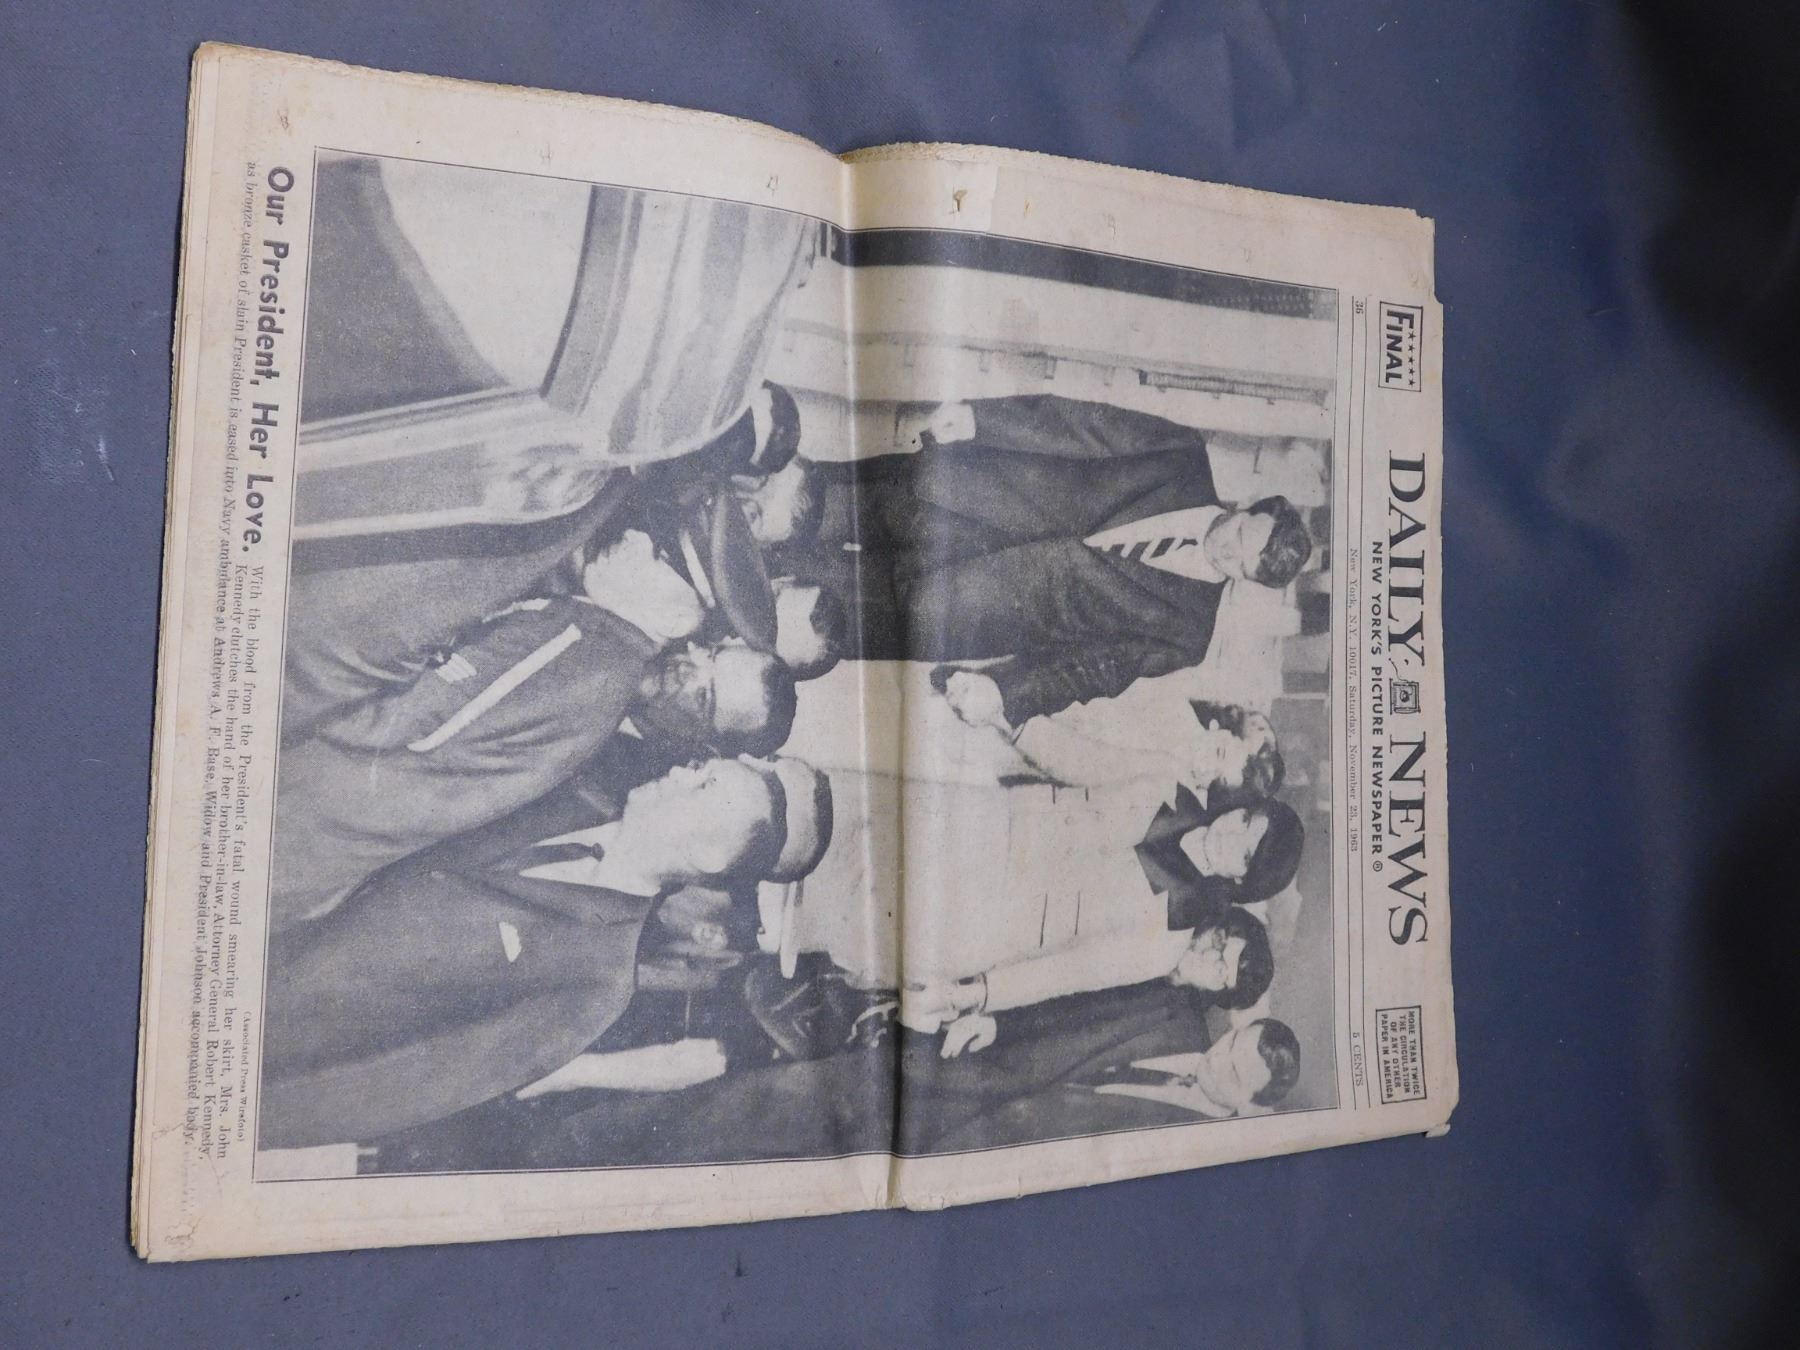 ★★★★★
FINAL
DAILY NEWS
NEW YORK'S PICTURE NEWSPAPER ®
MORE THAN TWICE
THE CIRCULATION
OF ANY OTHER
PAPER IN AMERICA
36
New York, N.Y. 10017, Saturday, November 23, 1963
5 CENTS
(Associated Press Wirefoto)
Our President, Her Love. With the blood from the President's fatal wound smearing her skirt, Mrs. John
Kennedy clutches the hand of her brother-in-law, Attorney General Robert Kennedy,
as bronze casket of slain President is eased into Navy ambulance at Andrews A. F. Base. Widow and President Johnson accompanied body.